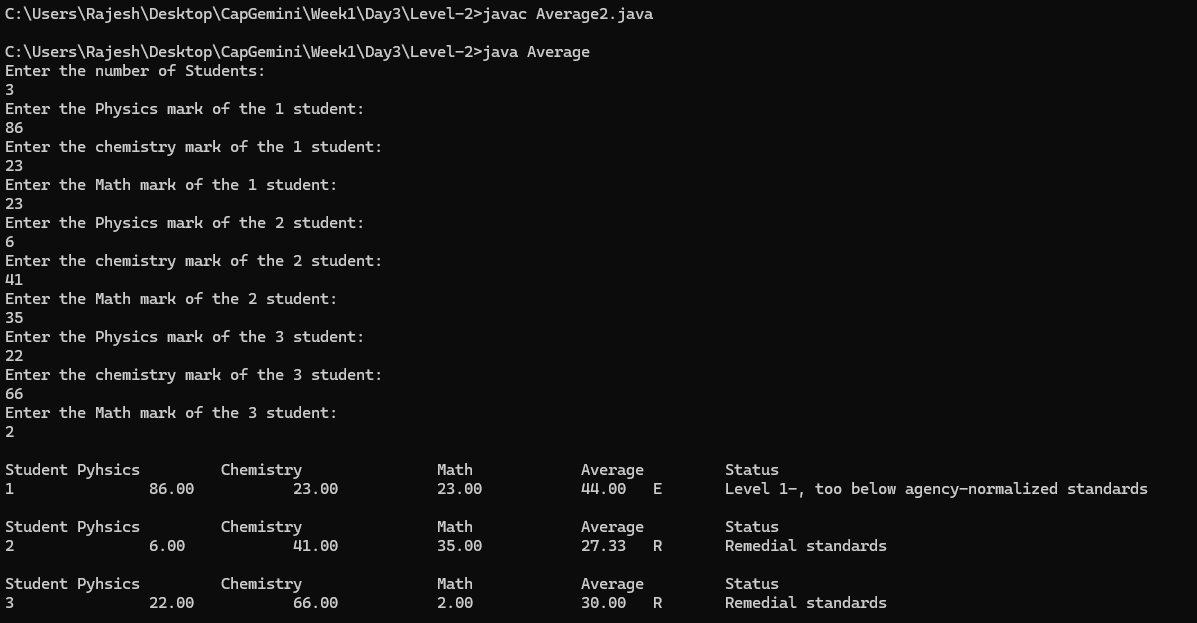 C:\Users\Rajesh\Desktop\CapGemini\Week1\Day3\Level-2>javac Average2.java
C:\Users\Rajesh\Desktop\CapGemini\Week1\Day3\Level-2>java Average
Enter the number of Students:
3
Enter the Physics mark of the 1 student:
86
Enter the chemistry mark of the 1 student:
23
Enter the Math mark of the 1 student:
23
Enter the Physics mark of the 2 student:
6
Enter the chemistry mark of the 2 student:
41
Enter the Math mark of the 2 student:
35
Enter the Physics mark of the 3 student:
22
Enter the chemistry mark of the 3 student:
66
Enter the Math mark of the 3 student:
2
Student Pyhsics Chemistry Math Average Status
1 86.00 23.00 23.00 44.00 E Level 1-, too below agency-normalized standards
Student Pyhsics Chemistry Math Average Status
2 6.00 41.00 35.00 27.33 R Remedial standards
Student Pyhsics Chemistry Math Average Status
3 22.00 66.00 2.00 30.00 R Remedial standards